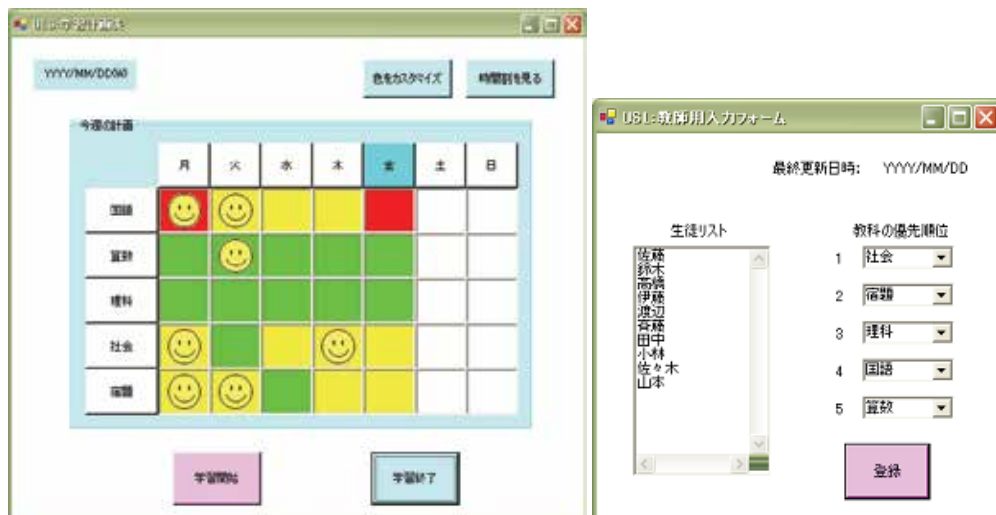 YYYY/MM/DD(W)
色をカスタマイズ
時間割を見る
今週の計画
月 火 水 木 金 土 日
国語
算数
理科
社会
宿題
学習開始
学習終了
USL:教師用入力フォーム
最終更新日時: YYYY/MM/DD
生徒リスト
佐藤
鈴木
高橋
伊藤
渡辺
斉藤
田中
小林
佐々木
山本
教科の優先順位
1 社会
2 宿題
3 理科
4 国語
5 算数
登録